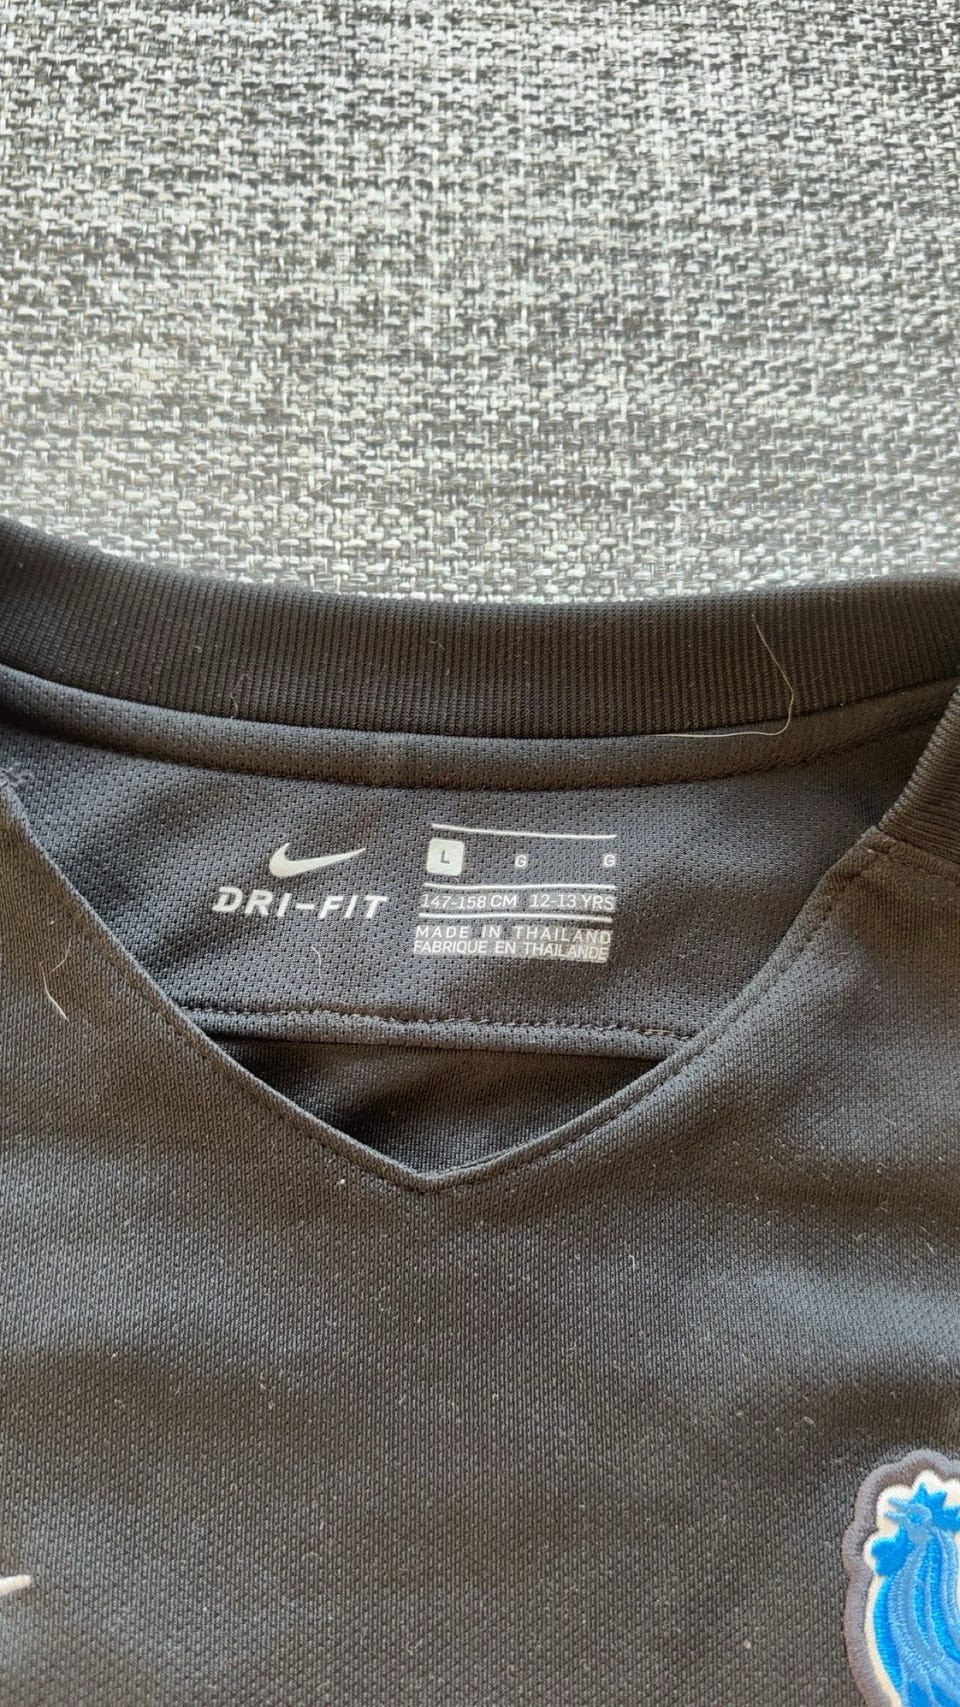 DRI-FIT
L G G
147-158 CM 12-13 YRS
MADE IN THAILAND
FABRIQUE EN THAILANDE